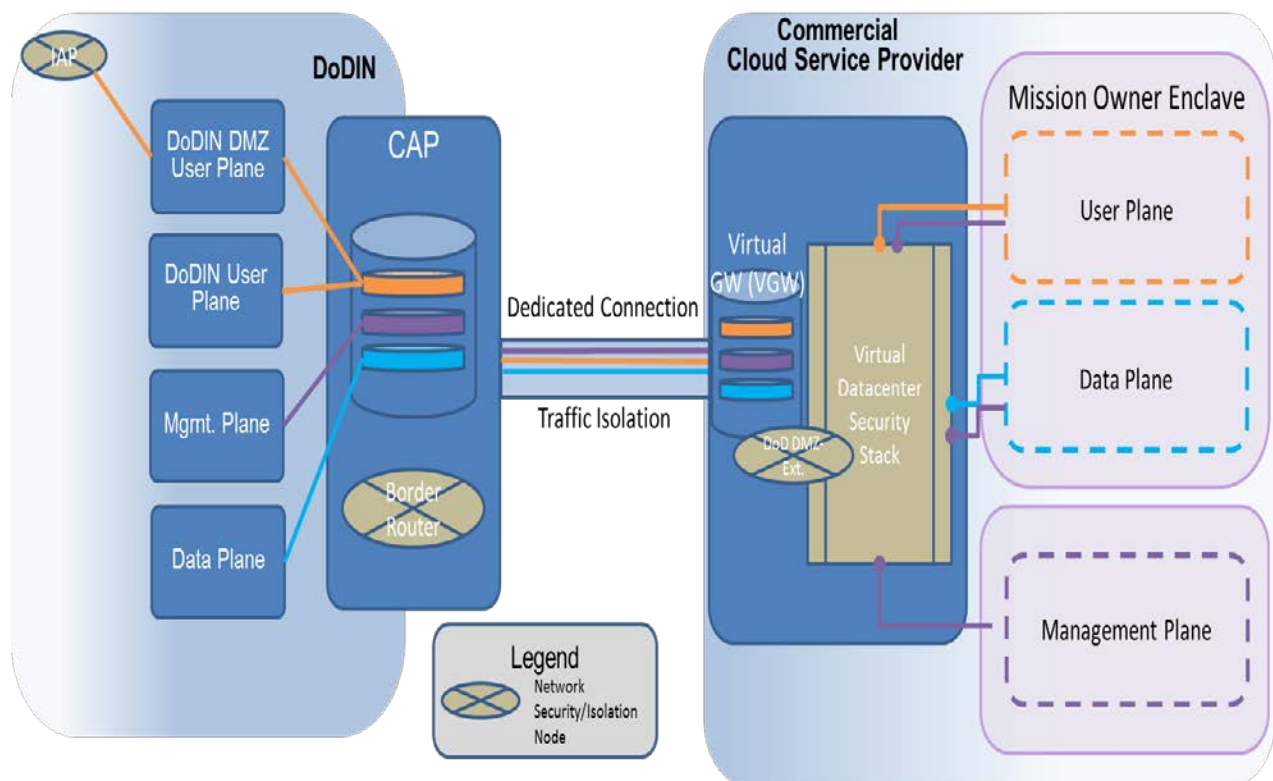 IAP
DoDIN
DoDIN DMZ
User Plane
DoDIN User
Plane
Mgmt. Plane
Data Plane
CAP
Border
Router
Dedicated Connection
Traffic Isolation
Legend
Network
Security/Isolation
Node
Commercial
Cloud Service Provider
Virtual
GW (VGW)
DoD DMZ-
Ext.
Virtual
Datacenter
Security
Stack
Mission Owner Enclave
User Plane
Data Plane
Management Plane